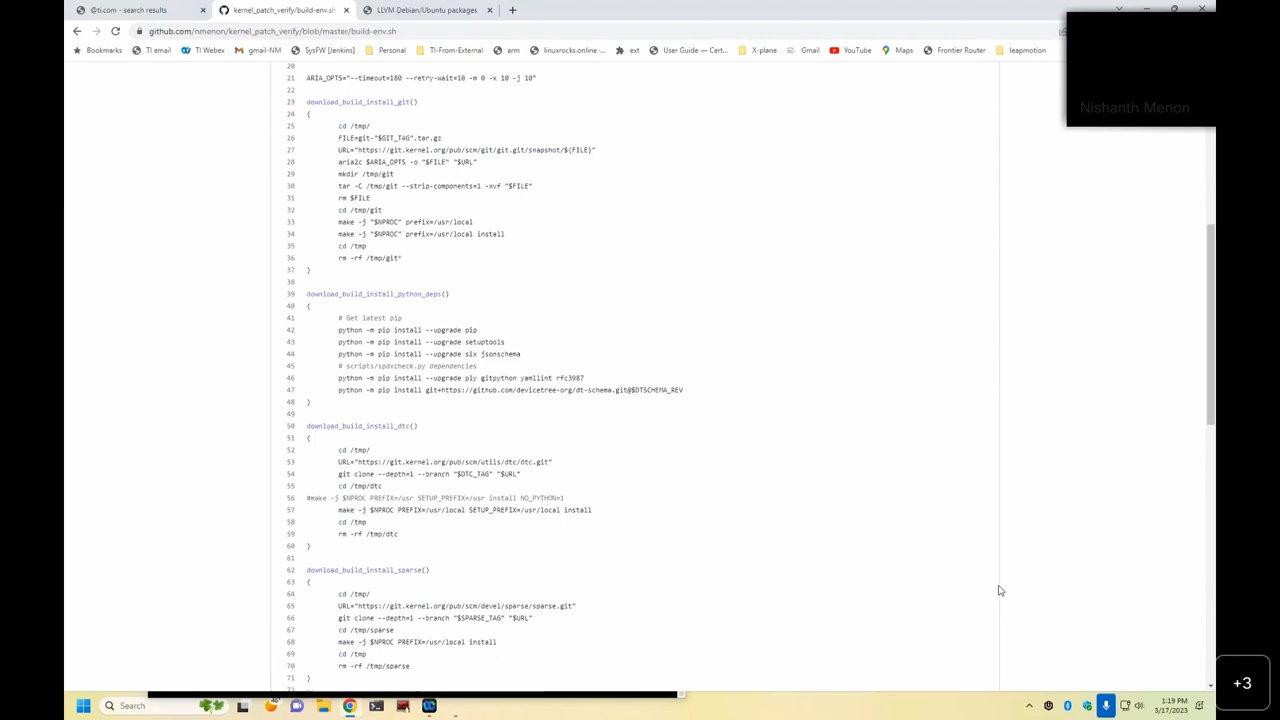 @ti.com - search results
kernel_patch_verify/build-env.sh
LLVM Debian/Ubuntu packages
github.com/nmenon/kernel_patch_verify/blob/master/build-env.sh
Bookmarks
TI email
TI Webex
gmail-NM
SysFW [Jenkins]
Personal
TI-From-External
arm
linuxrocks.online -...
ext
User Guide — Cert...
X-plane
Gmail
YouTube
Maps
Frontier Router
leapmotion
Nishanth Menon
20
21 ARIA_OPTS="--timeout=180 --retry-wait=10 -m 0 -x 10 -j 10"
22
23 download_build_install_git()
24 {
25 cd /tmp/
26 FILE=git-"$GIT_TAG".tar.gz
27 URL="https://git.kernel.org/pub/scm/git/git.git/snapshot/${FILE}"
28 aria2c $ARIA_OPTS -o "$FILE" "$URL"
29 mkdir /tmp/git
30 tar -C /tmp/git --strip-components=1 -xvf "$FILE"
31 rm $FILE
32 cd /tmp/git
33 make -j "$NPROC" prefix=/usr/local
34 make -j "$NPROC" prefix=/usr/local install
35 cd /tmp
36 rm -rf /tmp/git*
37 }
38
39 download_build_install_python_deps()
40 {
41 # Get latest pip
42 python -m pip install --upgrade pip
43 python -m pip install --upgrade setuptools
44 python -m pip install --upgrade six jsonschema
45 # scripts/spdxcheck.py dependencies
46 python -m pip install --upgrade ply gitpython yamllint rfc3987
47 python -m pip install git+https://github.com/devicetree-org/dt-schema.git@$DTSCHEMA_REV
48 }
49
50 download_build_install_dtc()
51 {
52 cd /tmp/
53 URL="https://git.kernel.org/pub/scm/utils/dtc/dtc.git"
54 git clone --depth=1 --branch "$DTC_TAG" "$URL"
55 cd /tmp/dtc
56 #make -j $NPROC PREFIX=/usr SETUP_PREFIX=/usr install NO_PYTHON=1
57 make -j $NPROC PREFIX=/usr/local SETUP_PREFIX=/usr/local install
58 cd /tmp
59 rm -rf /tmp/dtc
60 }
61
62 download_build_install_sparse()
63 {
64 cd /tmp/
65 URL="https://git.kernel.org/pub/scm/devel/sparse/sparse.git"
66 git clone --depth=1 --branch "$SPARSE_TAG" "$URL"
67 cd /tmp/sparse
68 make -j $NPROC PREFIX=/usr/local install
69 cd /tmp
70 rm -rf /tmp/sparse
71 }
+3
Search
46°
1:19 PM
3/17/2023